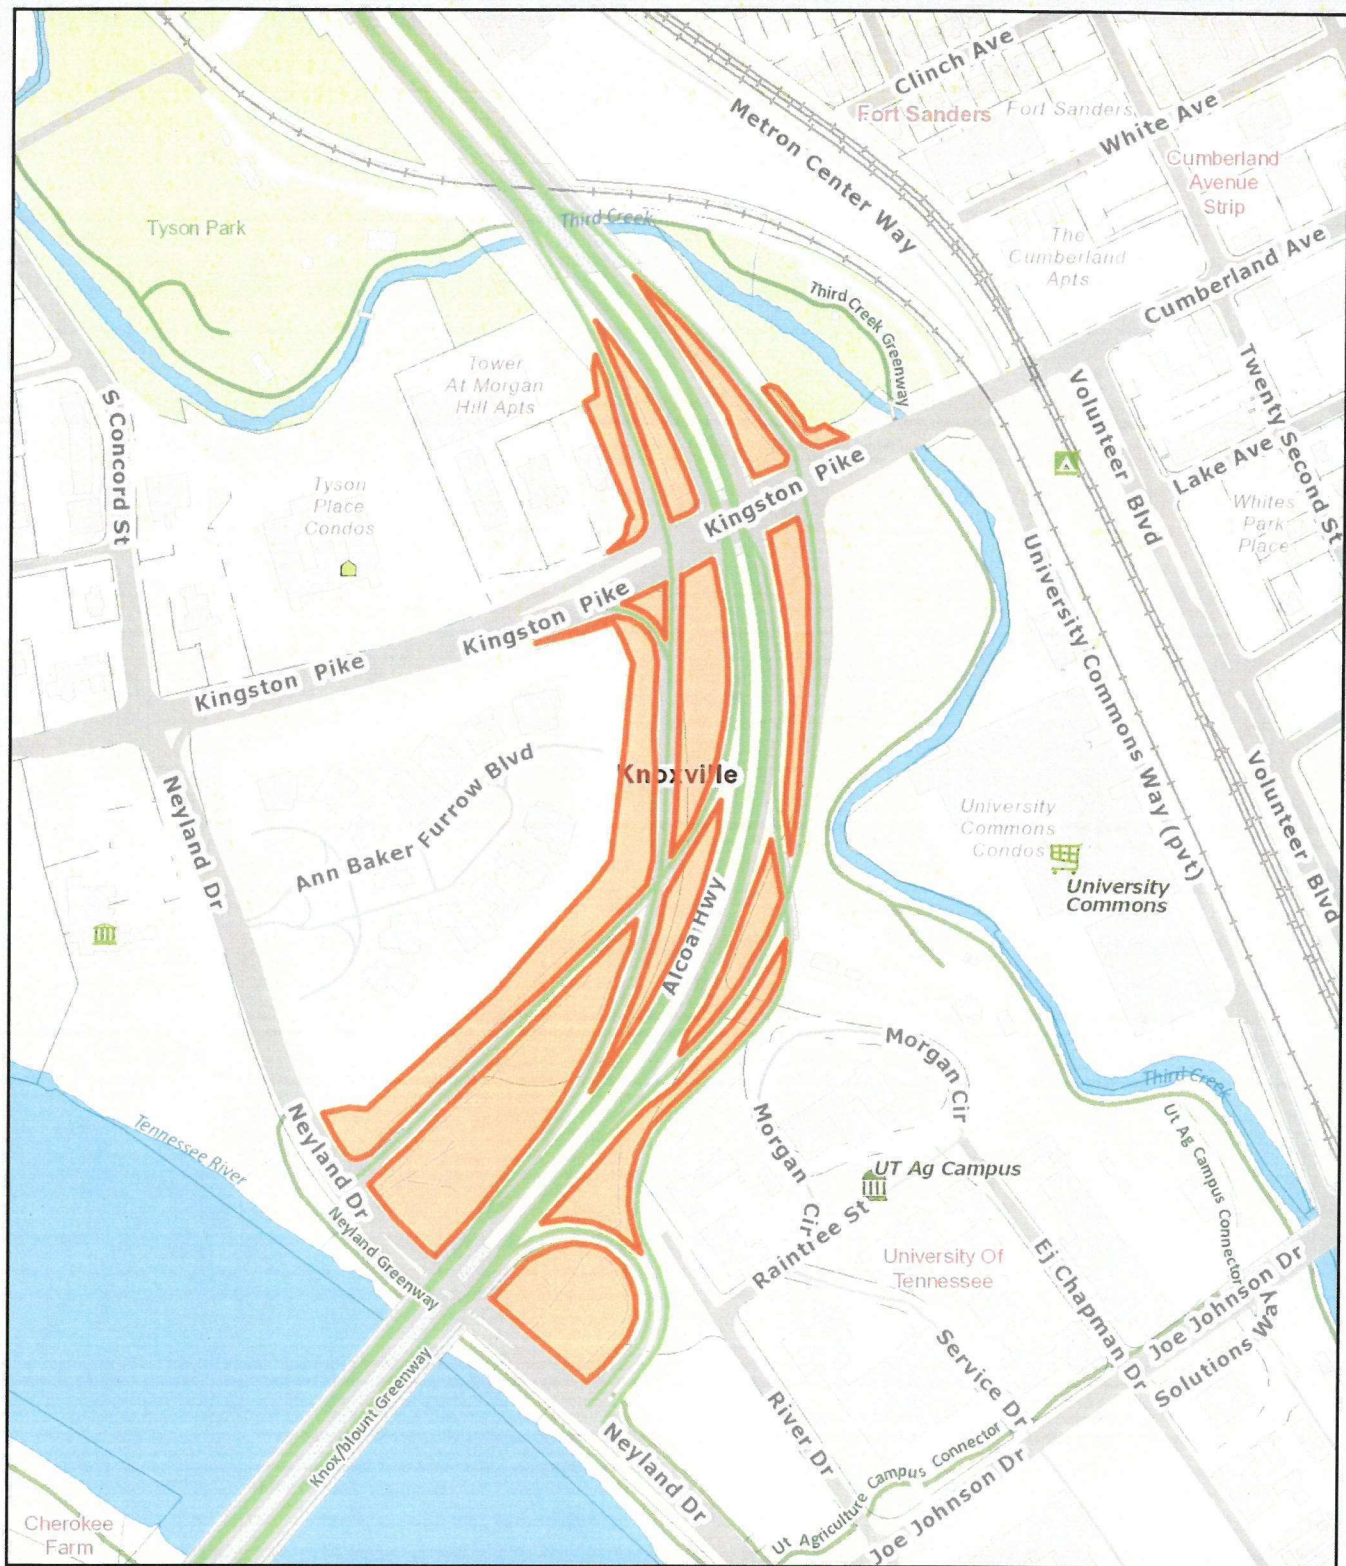 Clinch Ave
Fort Sanders
Fort Sanders
White Ave
Metron Center Way
Cumberland
Avenue
Strip
Tyson Park
Third Creek
The
Cumberland
Apts
Cumberland Ave
Third Creek Greenway
Tower
At Morgan
Hill Apts
S Concord St
Volunteer Blvd
Twenty Second St
Lake Ave
Tyson
Place
Condos
Kingston Pike
Whites
Park
Place
Kingston Pike
Kingston Pike
University Commons Way (pvt)
Knoxville
Ann Baker Furrow Blvd
Neyland Dr
Volunteer Blvd
University
Commons
Condos
University
Commons
Alcoa Hwy
Morgan Cir
Third Creek
Tennessee River
Neyland Dr
Morgan Cir
Ut Ag Campus Connector
UT Ag Campus
Neyland Greenway
Raintree St
University Of
Tennessee
Ej Chapman Dr
Joe Johnson Dr
Solutions Way
Service Dr
Knox/blount Greenway
River Dr
Neyland Dr
Ut Agriculture Campus Connector
Joe Johnson Dr
Cherokee
Farm